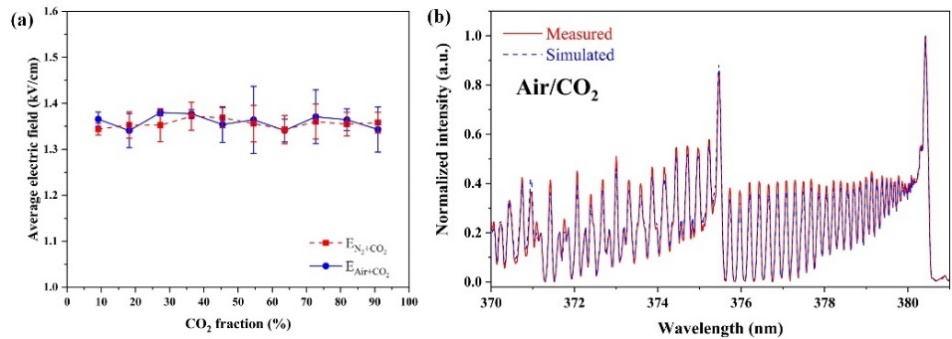 (a)
1.6
1.5
1.4
1.3
1.2
1.1
1.0
Average electric field (kV/cm)
E N₂+CO₂
E Air+CO₂
0 10 20 30 40 50 60 70 80 90 100
CO₂ fraction (%)
(b)
1.0
0.8
0.6
0.4
0.2
0.0
Normalized intensity (a.u.)
Measured
Simulated
Air/CO₂
370 372 374 376 378 380
Wavelength (nm)